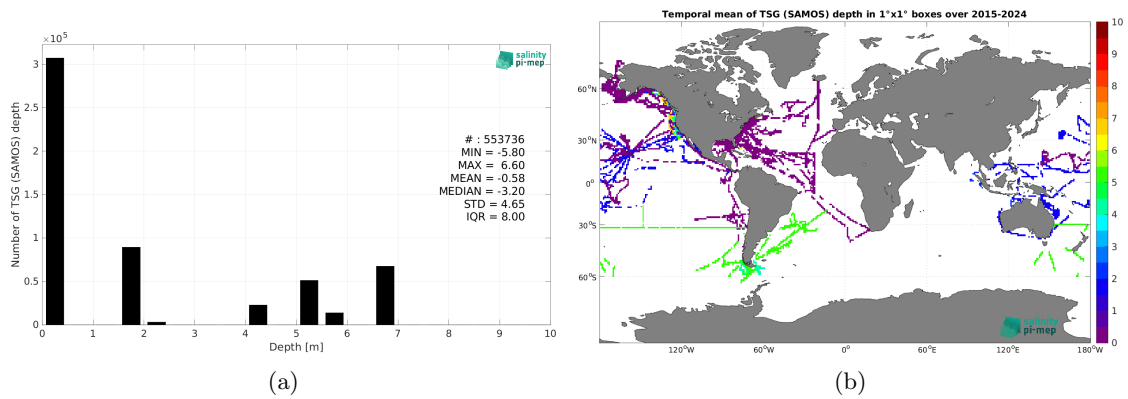 ×10⁵
3
2.5
2
1.5
1
0.5
0
Number of TSG (SAMOS) depth
salinity
pi-mep
# : 553736
MIN = -5.80
MAX = 6.60
MEAN = -0.58
MEDIAN = -3.20
STD = 4.65
IQR = 8.00
0 1 2 3 4 5 6 7 8 9 10
Depth [m]
(a)
Temporal mean of TSG (SAMOS) depth in 1°x1° boxes over 2015-2024
60°N
30°N
0°
30°S
60°S
120°W 60°W 0° 60°E 120°E 180°W
salinity
pi-mep
10
9
8
7
6
5
4
3
2
1
0
(b)